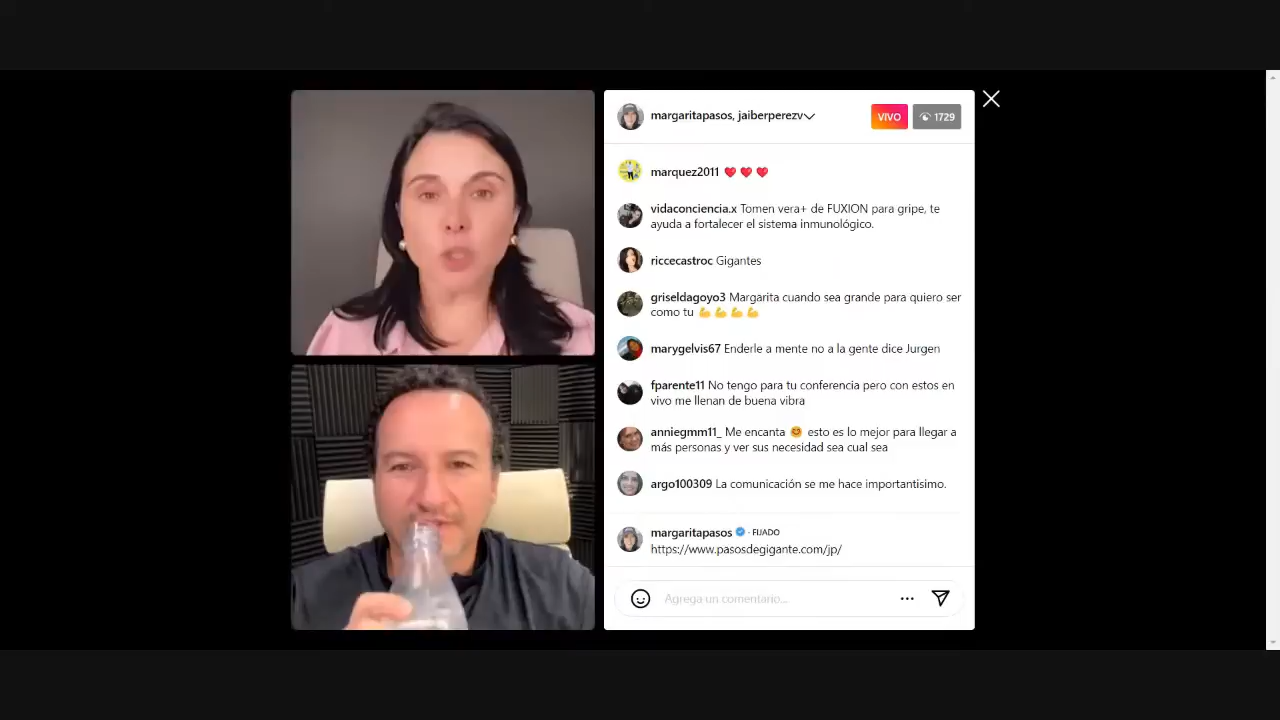 margaritapasos, jaiberperezv
VIVO
1729
marquez2011 ❤️ ❤️ ❤️
vidaconciencia.x Tomen vera+ de FUXION para gripe, te
ayuda a fortalecer el sistema inmunológico.
riccecastroc Gigantes
griseldagoyo3 Margarita cuando sea grande para quiero ser
como tu 💪 💪 💪 💪
marygelvis67 Enderle a mente no a la gente dice Jurgen
fparente11 No tengo para tu conferencia pero con estos en
vivo me llenan de buena vibra
anniegmm11_ Me encanta 🤗 esto es lo mejor para llegar a
más personas y ver sus necesidad sea cual sea
argo100309 La comunicación se me hace importantisimo.
margaritapasos · FIJADO
https://www.pasosdegigante.com/jp/
Agrega un comentario...